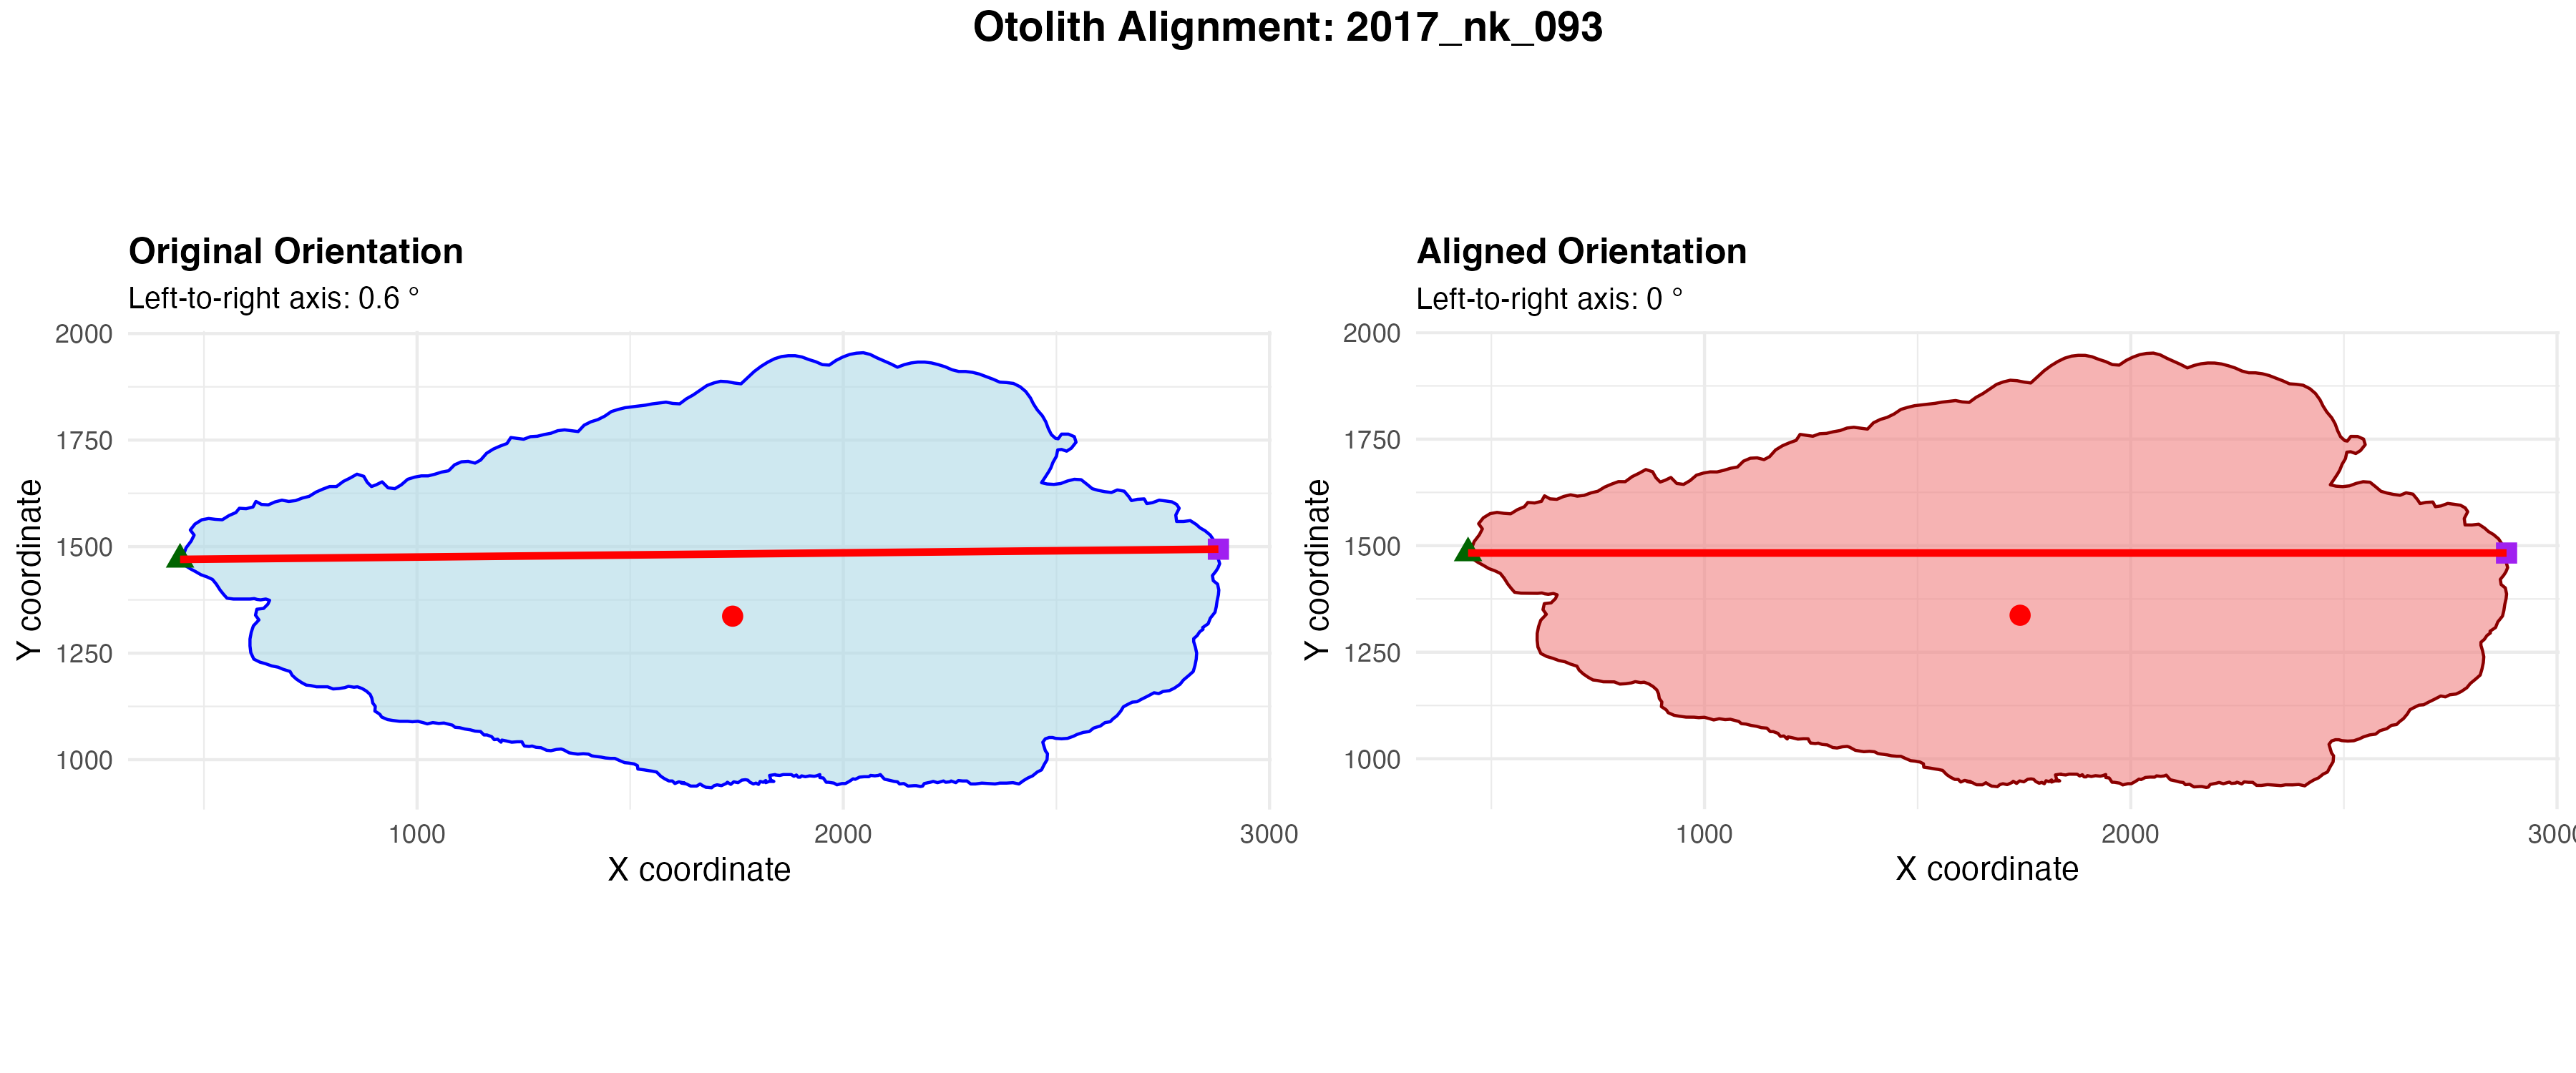 Otolith Alignment: 2017_nk_093
Original Orientation
Left-to-right axis: 0.6 °
2000
1750
1500
1250
1000
Y coordinate
1000
2000
3000
X coordinate
Aligned Orientation
Left-to-right axis: 0 °
2000
1750
1500
1250
1000
Y coordinate
1000
2000
3000
X coordinate